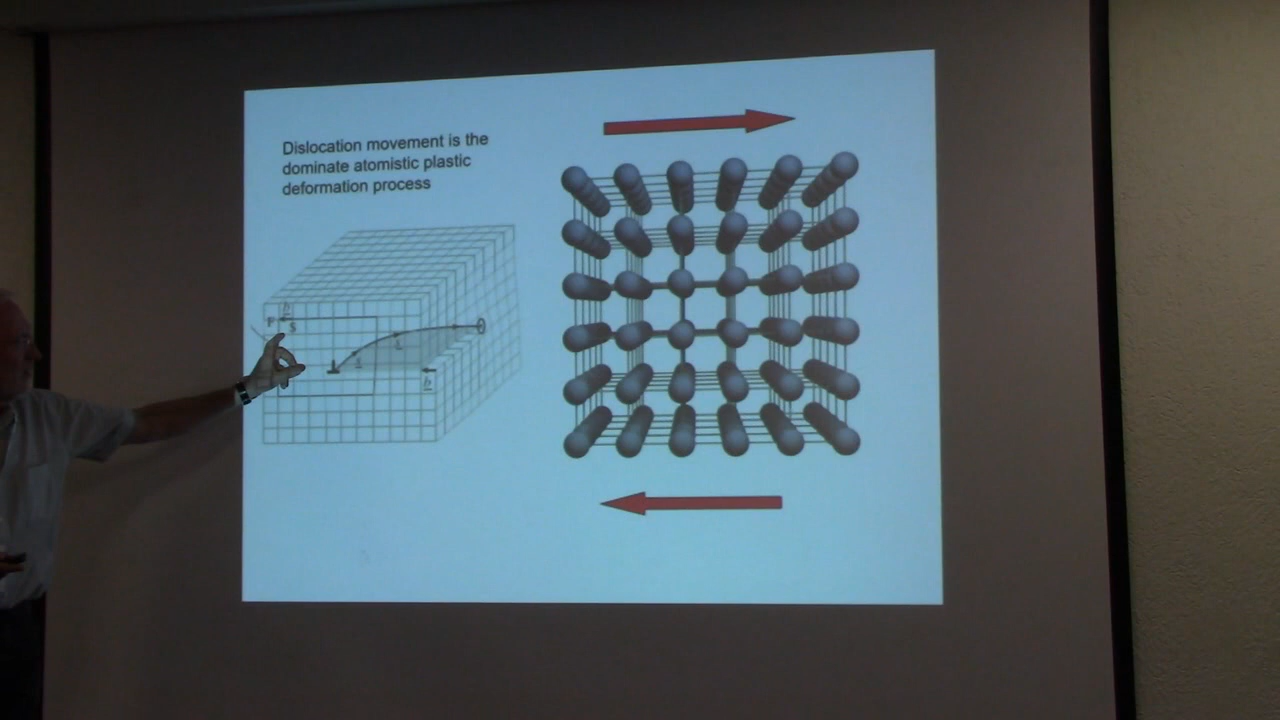 Dislocation movement is the
dominate atomistic plastic
deformation process
b
F
S
b